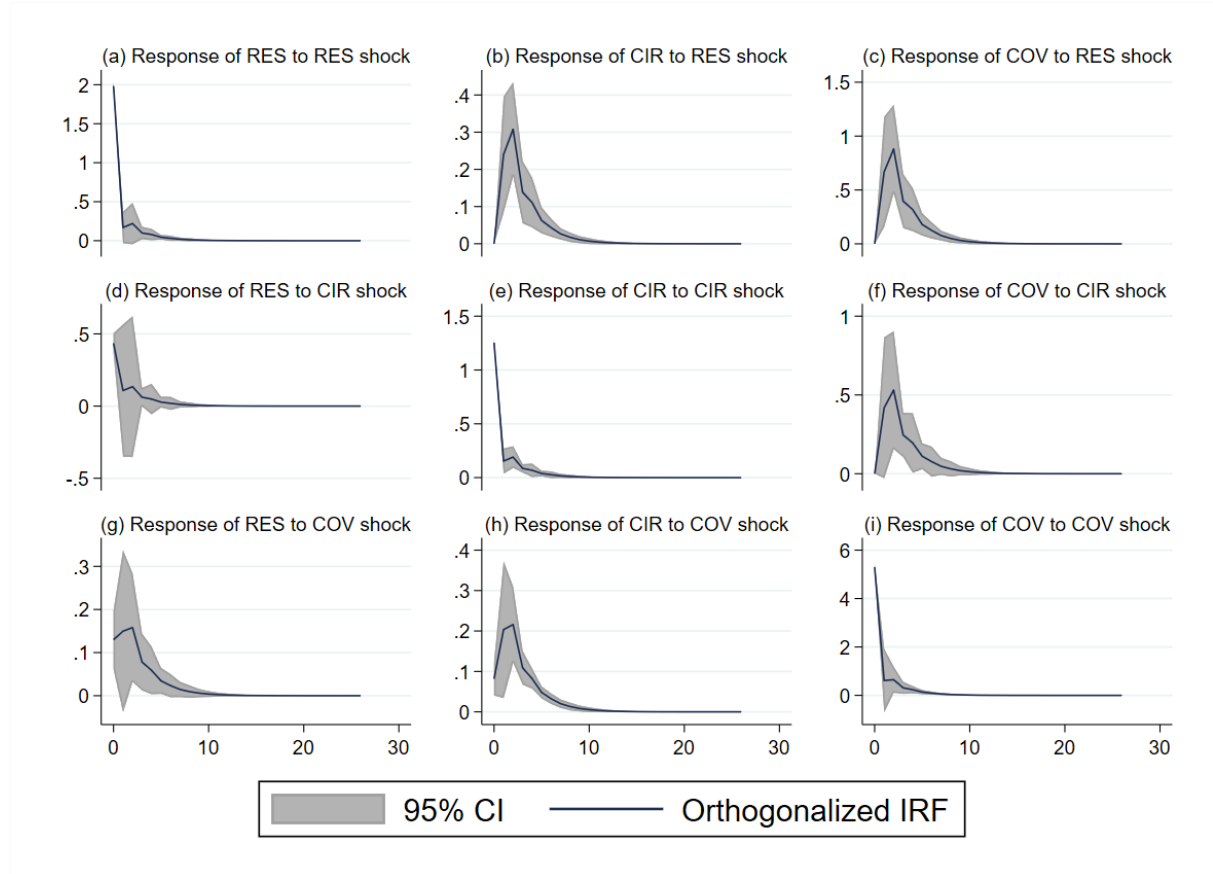 (a) Response of RES to RES shock
2
1.5
1
.5
0
(b) Response of CIR to RES shock
.4
.3
.2
.1
0
(c) Response of COV to RES shock
1.5
1
.5
0
(d) Response of RES to CIR shock
.5
0
-.5
(e) Response of CIR to CIR shock
1.5
1
.5
0
(f) Response of COV to CIR shock
1
.5
0
(g) Response of RES to COV shock
.3
.2
.1
0
0 10 20 30
(h) Response of CIR to COV shock
.4
.3
.2
.1
0
0 10 20 30
(i) Response of COV to COV shock
6
4
2
0
0 10 20 30
95% CI Orthogonalized IRF